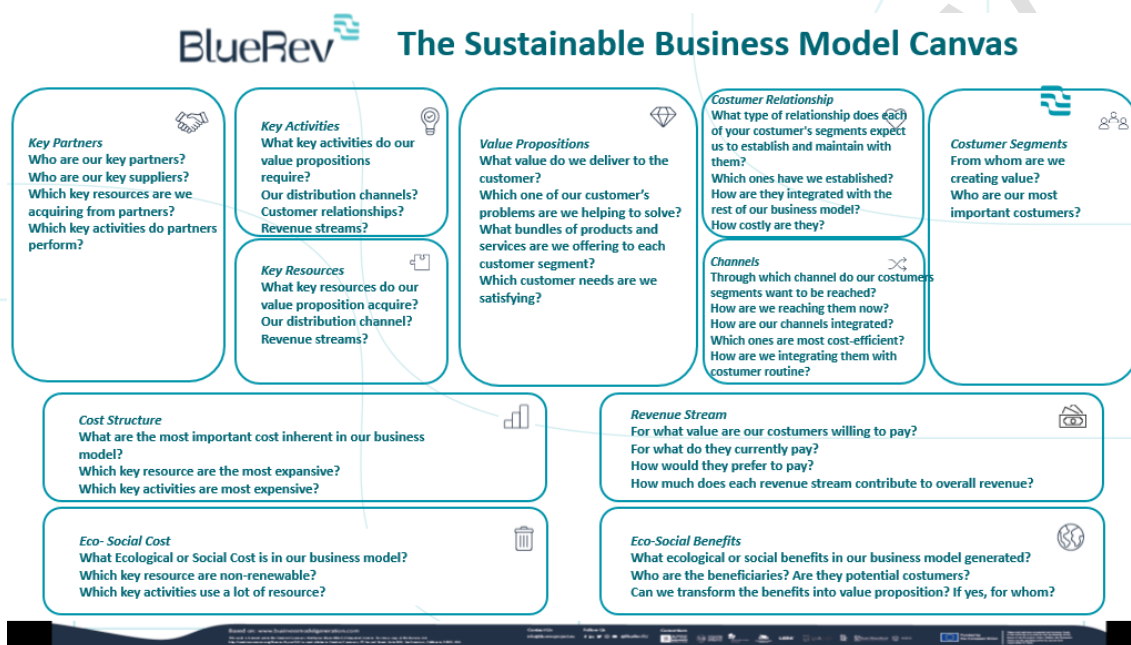 BlueRev
The Sustainable Business Model Canvas
Key Partners
Who are our key partners?
Who are our key suppliers?
Which key resources are we
acquiring from partners?
Which key activities do partners
perform?
Key Activities
What key activities do our
value propositions
require?
Our distribution channels?
Customer relationships?
Revenue streams?
Key Resources
What key resources do our
value proposition acquire?
Our distribution channel?
Revenue streams?
Value Propositions
What value do we deliver to the
customer?
Which one of our customer's
problems are we helping to solve?
What bundles of products and
services are we offering to each
customer segment?
Which customer needs are we
satisfying?
Costumer Relationship
What type of relationship does each
of your costumer's segments expect
us to establish and maintain with
them?
Which ones have we established?
How are they integrated with the
rest of our business model?
How costly are they?
Channels
Through which channel do our costumers
segments want to be reached?
How are we reaching them now?
How are our channels integrated?
Which ones are most cost-efficient?
How are we integrating them with
costumer routine?
Costumer Segments
From whom are we
creating value?
Who are our most
important costumers?
Cost Structure
What are the most important cost inherent in our business
model?
Which key resource are the most expansive?
Which key activities are most expensive?
Revenue Stream
For what value are our costumers willing to pay?
For what do they currently pay?
How would they prefer to pay?
How much does each revenue stream contribute to overall revenue?
Eco- Social Cost
What Ecological or Social Cost is in our business model?
Which key resource are non-renewable?
Which key activities use a lot of resource?
Eco-Social Benefits
What ecological or social benefits in our business model generated?
Who are the beneficiaries? Are they potential costumers?
Can we transform the benefits into value proposition? If yes, for whom?
Based on: www.businessmodelgeneration.com